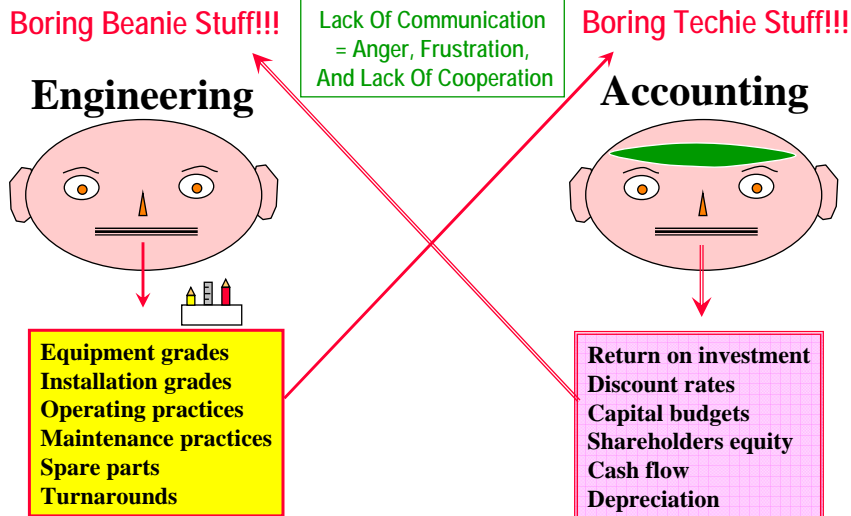 Boring Beanie Stuff!!!
Lack Of Communication
= Anger, Frustration,
And Lack Of Cooperation
Boring Techie Stuff!!!
Engineering
Accounting
Equipment grades
Installation grades
Operating practices
Maintenance practices
Spare parts
Turnarounds
Return on investment
Discount rates
Capital budgets
Shareholders equity
Cash flow
Depreciation